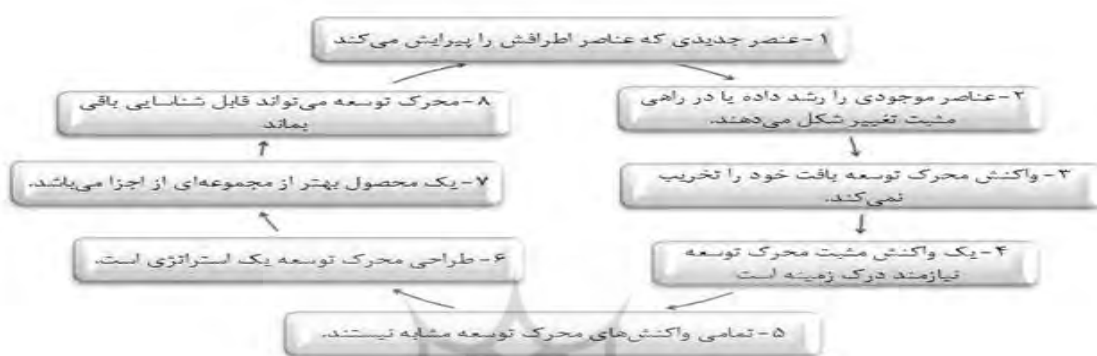 ۱-عنصر جدیدی که عناصر اطرافش را پیرایش می‌کند
۲-عناصر موجودی را رشد داده یا در راهی
مثبت تغییر شکل می‌دهند.
۳-واکنش محرک توسعه بافت خود را تخریب
نمی‌کند.
۴-یک واکنش مثبت محرک توسعه
نیازمند درک زمینه است
۵-تمامی واکنش‌های محرک توسعه مشابه نیستند.
۶- طراحی محرک توسعه یک استراتژی است.
۷-یک محصول بهتر از مجموعه‌ای از اجزا می‌باشد.
۸-محرک توسعه می‌تواند قابل شناسایی باقی
بماند